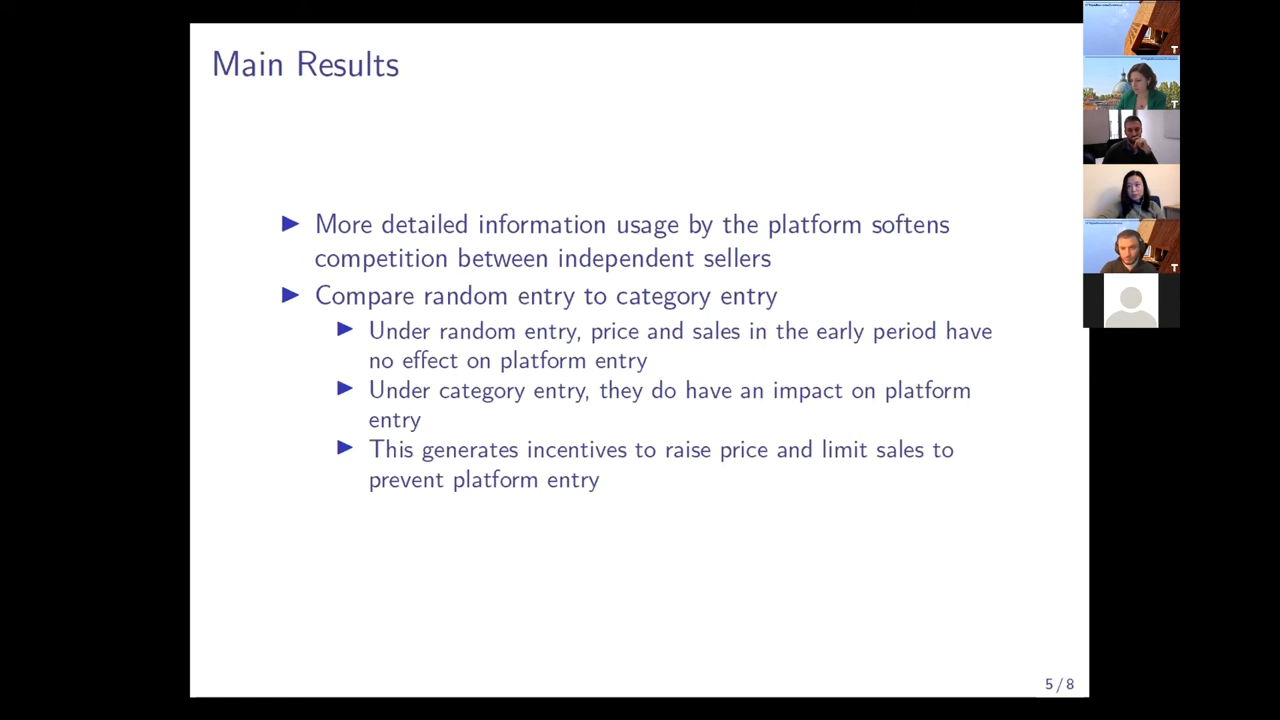 Main Results
▶ More detailed information usage by the platform softens
competition between independent sellers
▶ Compare random entry to category entry
▶ Under random entry, price and sales in the early period have
no effect on platform entry
▶ Under category entry, they do have an impact on platform
entry
▶ This generates incentives to raise price and limit sales to
prevent platform entry
5 / 8